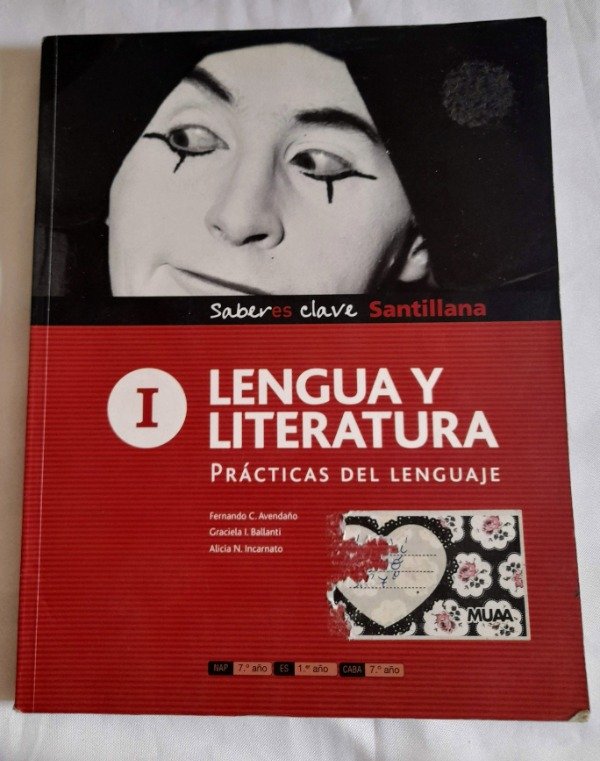 Saberes clave Santillana
I
LENGUA Y
LITERATURA
PRÁCTICAS DEL LENGUAJE
Fernando C. Avendaño
Graciela I. Ballanti
Alicia N. Incarnato
MUAA
NAP 7.º año ES 1.er año CABA 7.º año